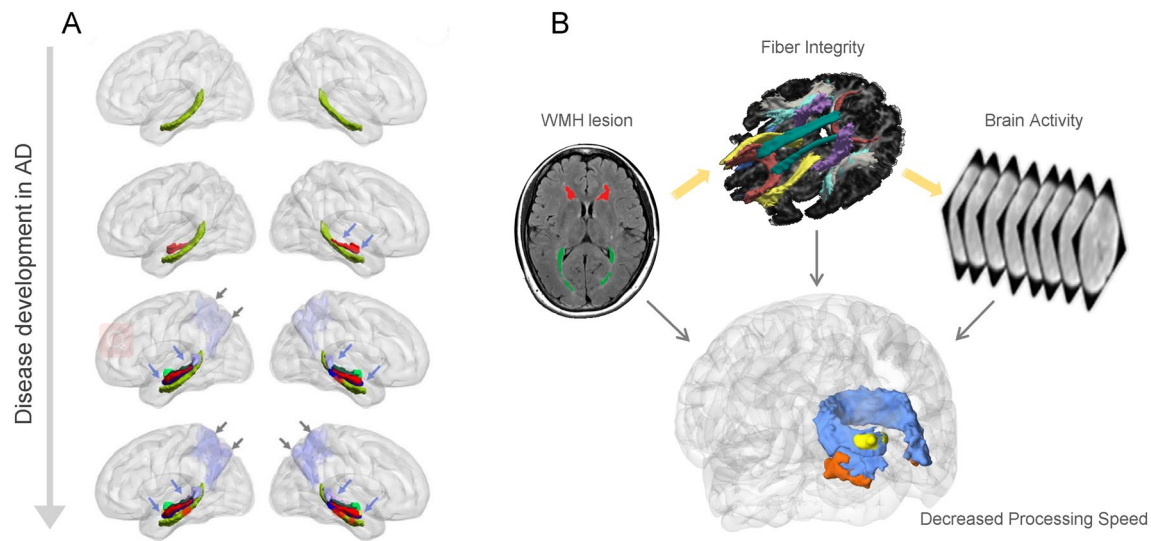 A
B
Fiber Integrity
WMH lesion
Brain Activity
Disease development in AD
Decreased Processing Speed